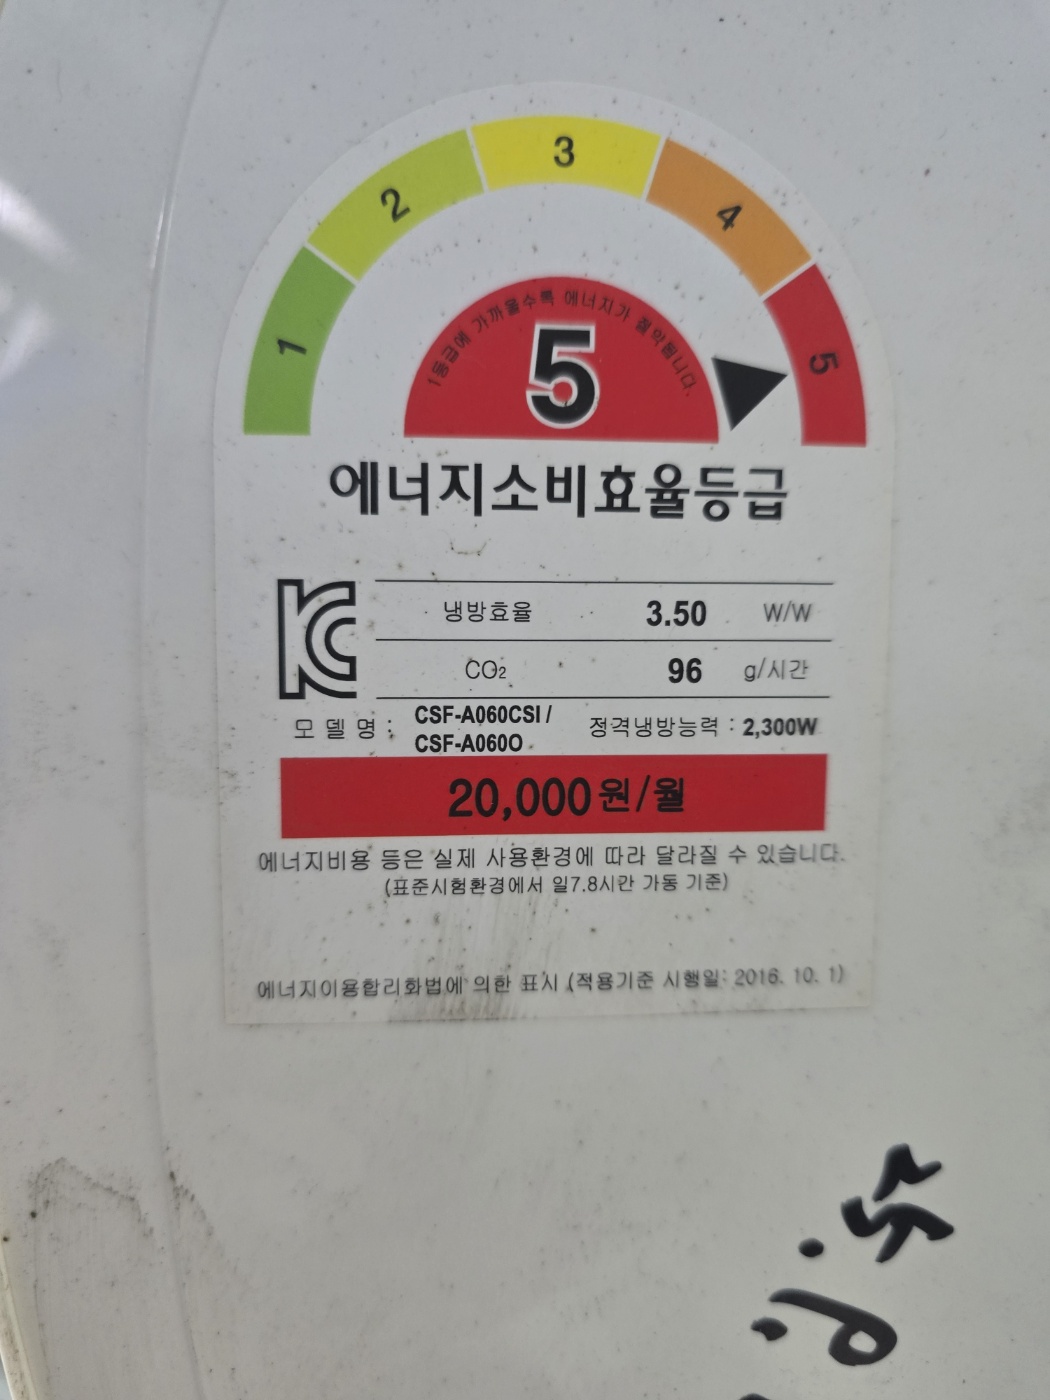 1 2 3 4 5
1등급에 가까울수록 에너지가 절약됩니다.
5
에너지소비효율등급
냉방효율 3.50 W/W
CO₂ 96 g/시간
모델명 : CSF-A060CSI / CSF-A060O 정격냉방능력 : 2,300W
20,000원/월
에너지비용 등은 실제 사용환경에 따라 달라질 수 있습니다.
(표준시험환경에서 일7.8시간 가동 기준)
에너지이용합리화법에 의한 표시 (적용기준 시행일: 2016. 10. 1)